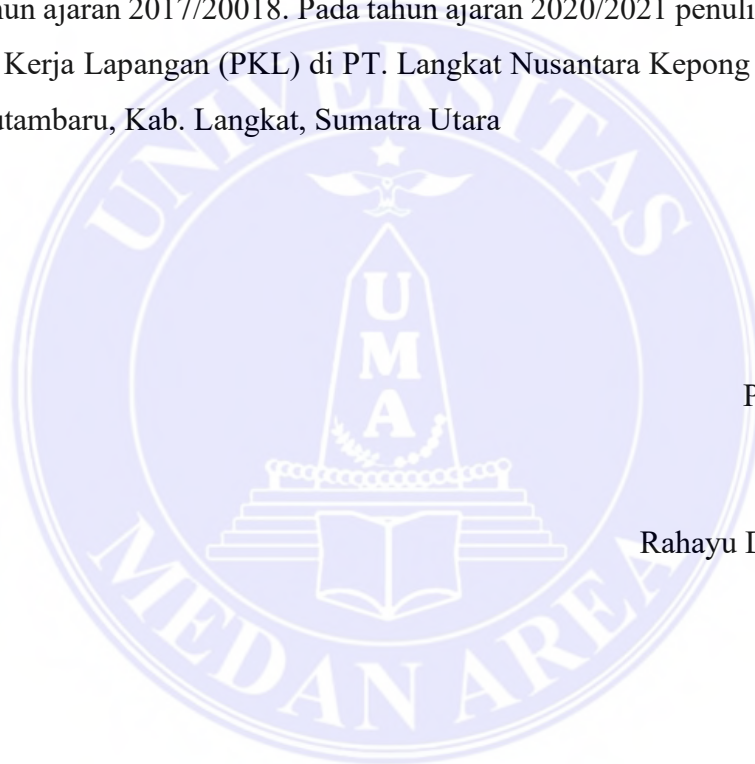 hun ajaran 2017/20018. Pada tahun ajaran 2020/2021 penuli
Kerja Lapangan (PKL) di PT. Langkat Nusantara Kepong
utambaru, Kab. Langkat, Sumatra Utara
UNIVERSITAS
U
M
A
P
Rahayu D
MEDAN AREA